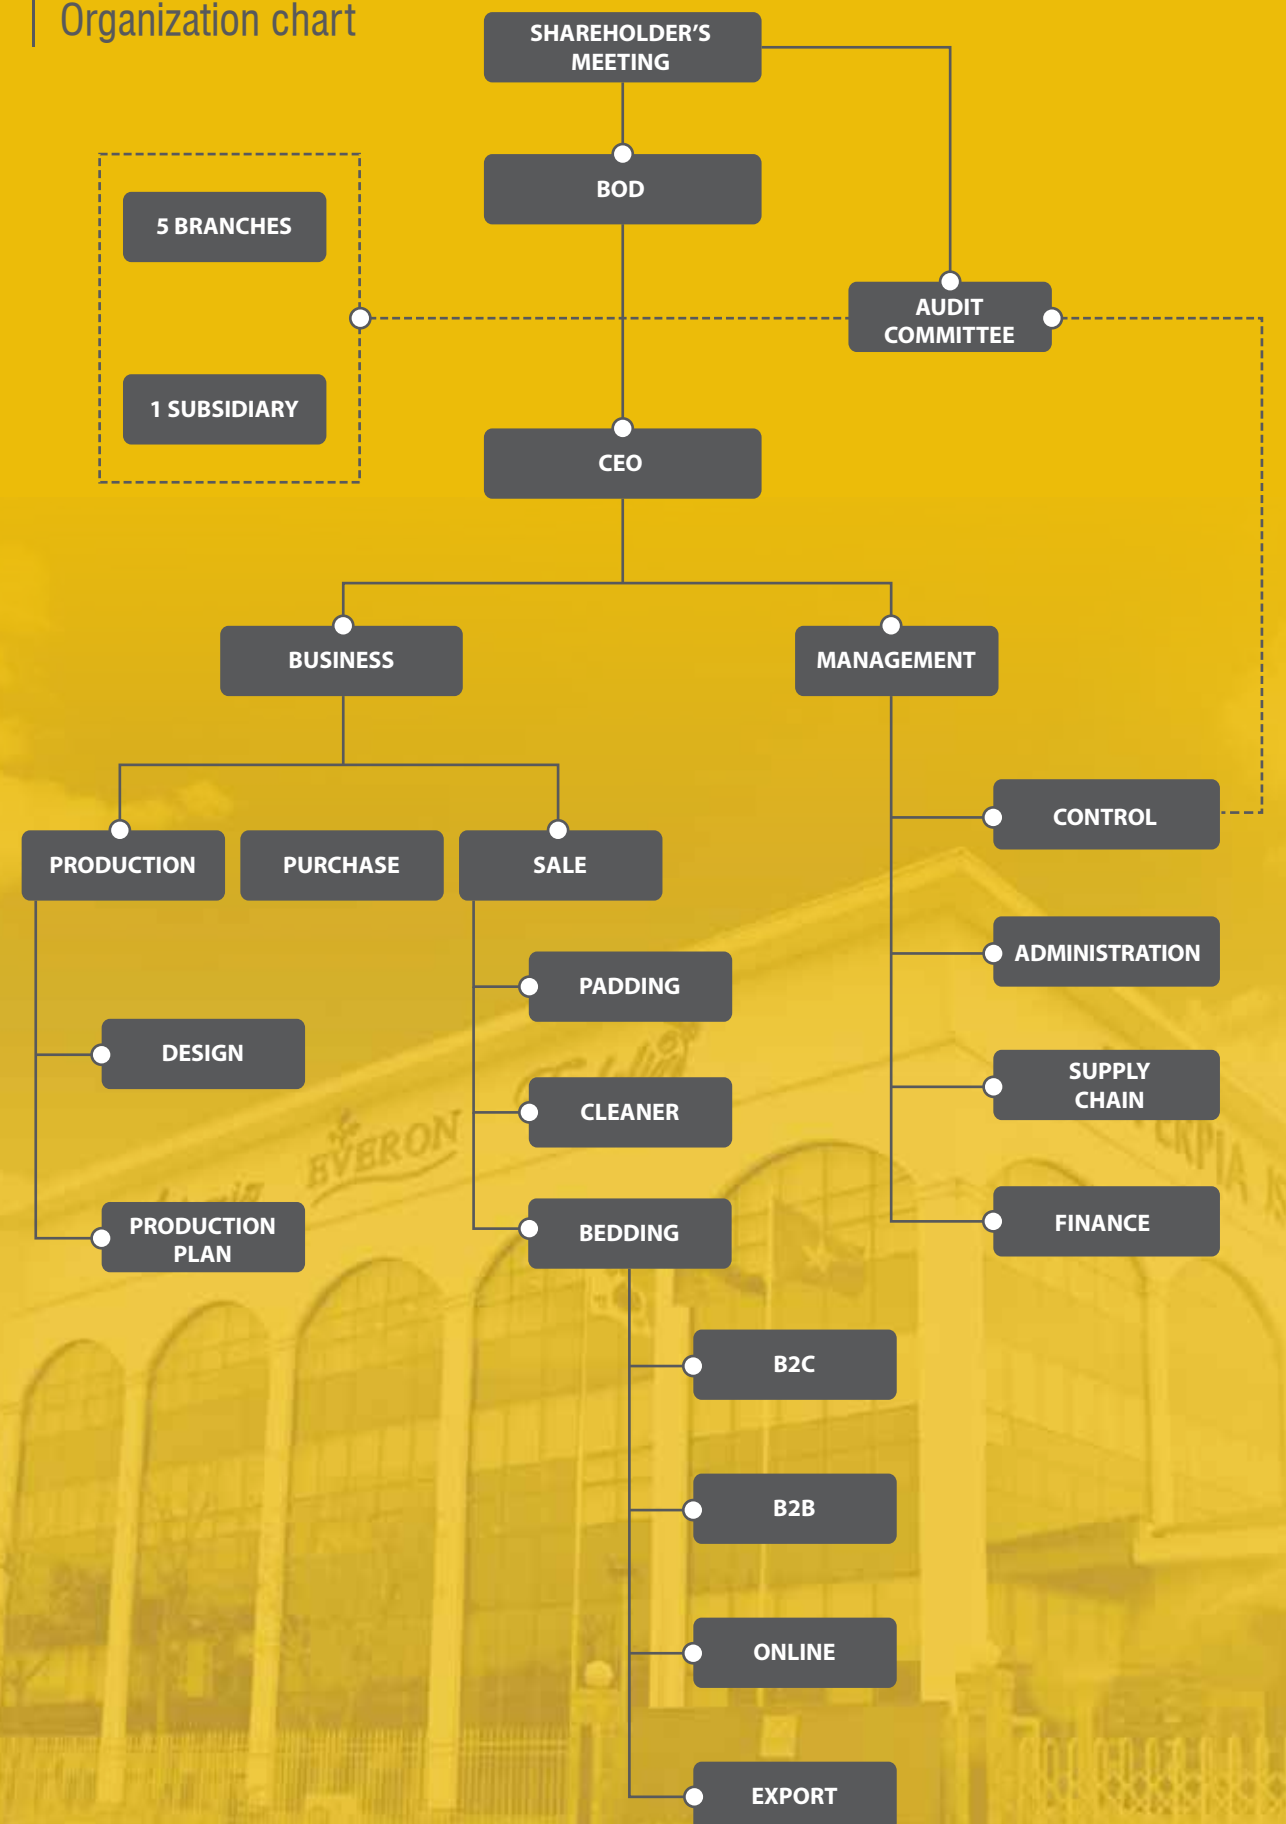 Organization chart
SHAREHOLDER'S
MEETING
BOD
5 BRANCHES
AUDIT
COMMITTEE
1 SUBSIDIARY
CEO
BUSINESS
MANAGEMENT
CONTROL
PRODUCTION
PURCHASE
SALE
ADMINISTRATION
PADDING
DESIGN
SUPPLY
CHAIN
CLEANER
EVERON
PRODUCTION
PLAN
BEDDING
FINANCE
B2C
B2B
ONLINE
EXPORT